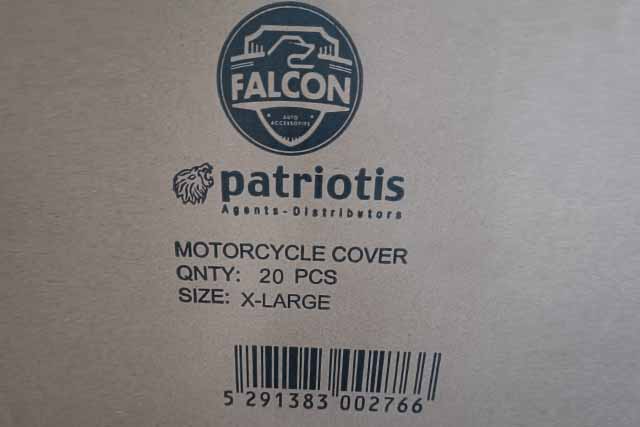 FALCON
AUTO
ACCESSORIES
patriotis
Agents-Distributors
MOTORCYCLE COVER
QNTY: 20 PCS
SIZE: X-LARGE
5 291383 002766